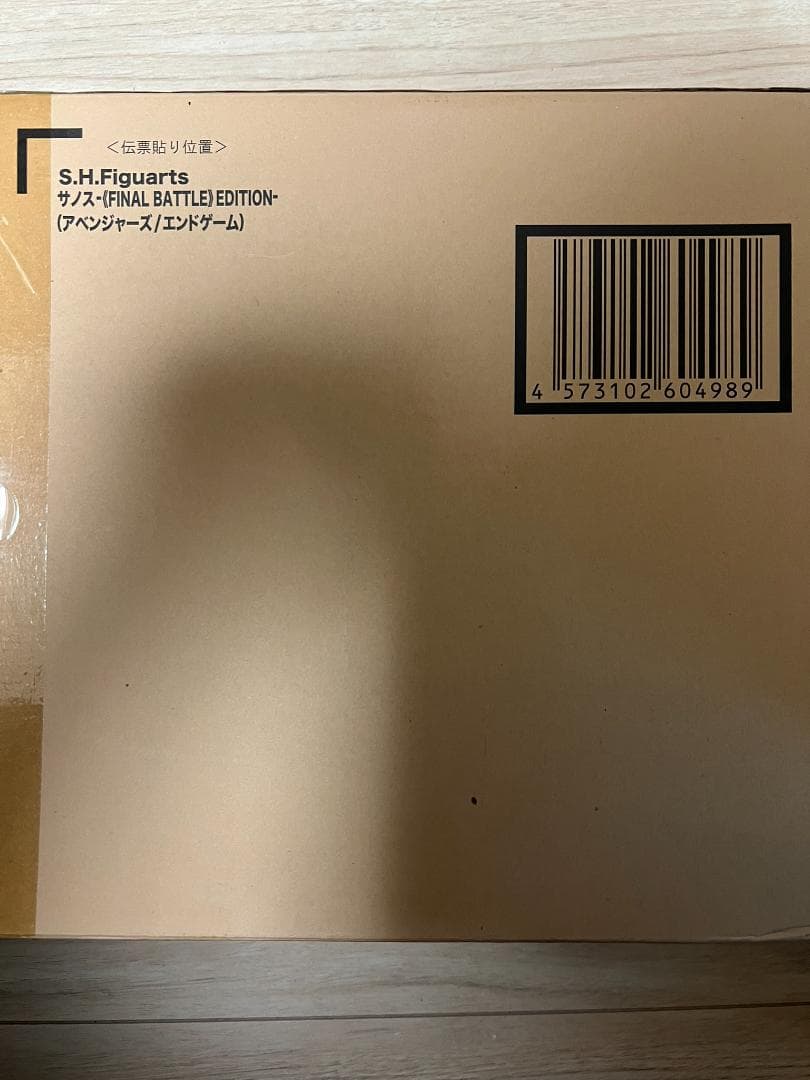 ＜伝票貼り位置＞
S.H.Figuarts
サノス-《FINAL BATTLE》EDITION-
(アベンジャーズ/エンドゲーム)
4 573102 604989